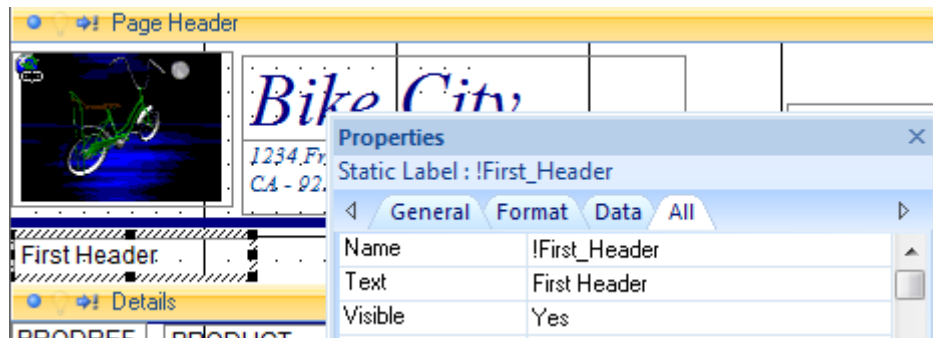 Page Header
Bike City
1234 Fr
CA - 92.
Properties
Static Label : !First_Header
General Format Data All
Name !First_Header
Text First Header
Visible Yes
First Header
Details
PRODREF PRODUCT